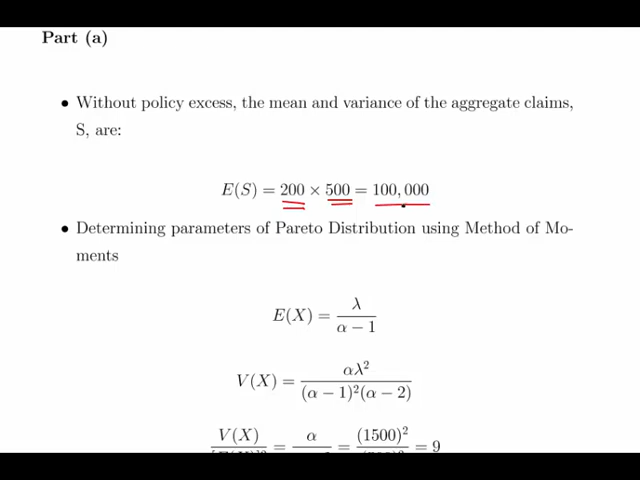 Part (a)
• Without policy excess, the mean and variance of the aggregate claims,
S, are:
E(S) = 200 × 500 = 100, 000
• Determining parameters of Pareto Distribution using Method of Mo-
ments
E(X) = λ / (α − 1)
V(X) = αλ² / ((α − 1)²(α − 2))
V(X) / = α / = (1500)² / = 9